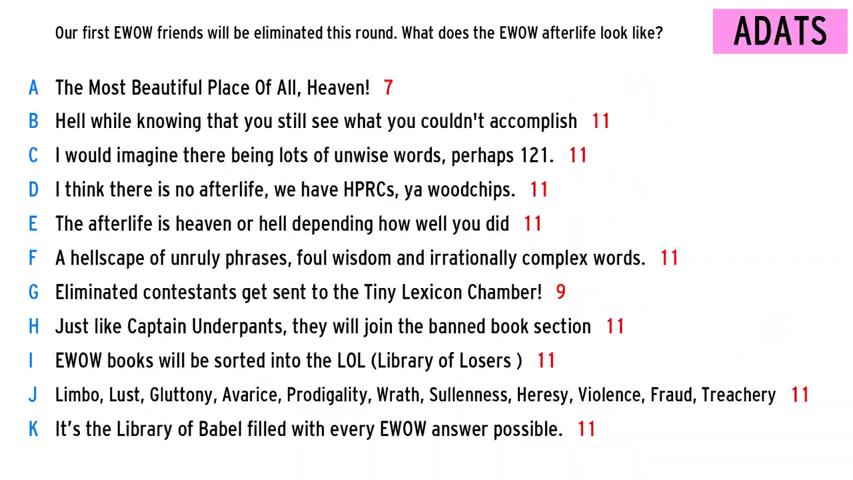 Our first EWOW friends will be eliminated this round. What does the EWOW afterlife look like?
ADATS
A The Most Beautiful Place Of All, Heaven! 7
B Hell while knowing that you still see what you couldn't accomplish 11
C I would imagine there being lots of unwise words, perhaps 121. 11
D I think there is no afterlife, we have HPRCs, ya woodchips. 11
E The afterlife is heaven or hell depending how well you did 11
F A hellscape of unruly phrases, foul wisdom and irrationally complex words. 11
G Eliminated contestants get sent to the Tiny Lexicon Chamber! 9
H Just like Captain Underpants, they will join the banned book section 11
I EWOW books will be sorted into the LOL (Library of Losers ) 11
J Limbo, Lust, Gluttony, Avarice, Prodigality, Wrath, Sullenness, Heresy, Violence, Fraud, Treachery 11
K It’s the Library of Babel filled with every EWOW answer possible. 11